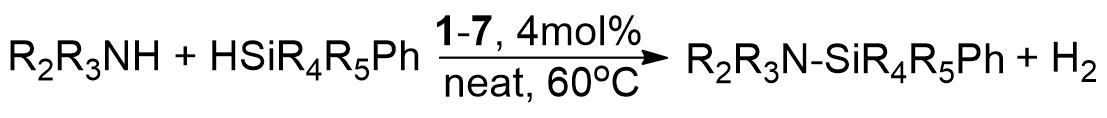 R₂R₃NH + HSiR₄R₅Ph
1-7, 4mol%
neat, 60ºC
R₂R₃N-SiR₄R₅Ph + H₂